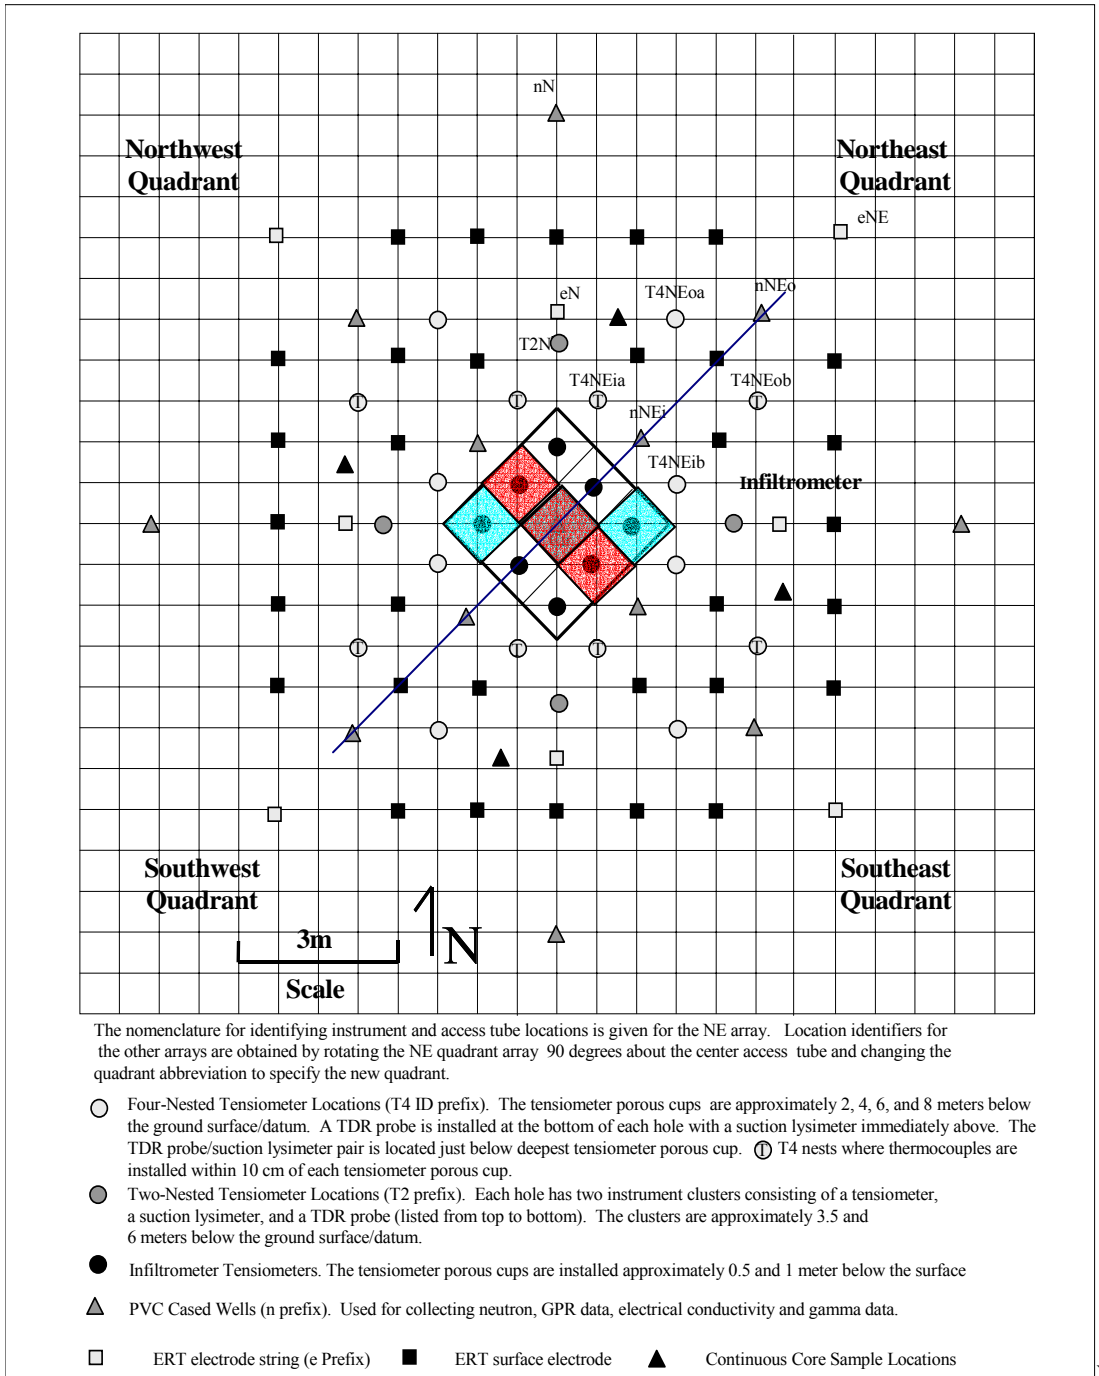 nN
Northwest
Quadrant
Northeast
Quadrant
eNE
nNEo
eN
T4NEoa
T2N
T4NEia
T4NEob
T
T
T
T
nNEi
T4NEib
Infiltrometer
T
T
T
T
Southwest
Quadrant
Southeast
Quadrant
3m
N
Scale
The nomenclature for identifying instrument and access tube locations is given for the NE array. Location identifiers for
the other arrays are obtained by rotating the NE quadrant array 90 degrees about the center access tube and changing the
quadrant abbreviation to specify the new quadrant.
Four-Nested Tensiometer Locations (T4 ID prefix). The tensiometer porous cups are approximately 2, 4, 6, and 8 meters below
the ground surface/datum. A TDR probe is installed at the bottom of each hole with a suction lysimeter immediately above. The
TDR probe/suction lysimeter pair is located just below deepest tensiometer porous cup. T T4 nests where thermocouples are
installed within 10 cm of each tensiometer porous cup.
Two-Nested Tensiometer Locations (T2 prefix). Each hole has two instrument clusters consisting of a tensiometer,
a suction lysimeter, and a TDR probe (listed from top to bottom). The clusters are approximately 3.5 and
6 meters below the ground surface/datum.
Infiltrometer Tensiometers. The tensiometer porous cups are installed approximately 0.5 and 1 meter below the surface
PVC Cased Wells (n prefix). Used for collecting neutron, GPR data, electrical conductivity and gamma data.
ERT electrode string (e Prefix)
ERT surface electrode
Continuous Core Sample Locations